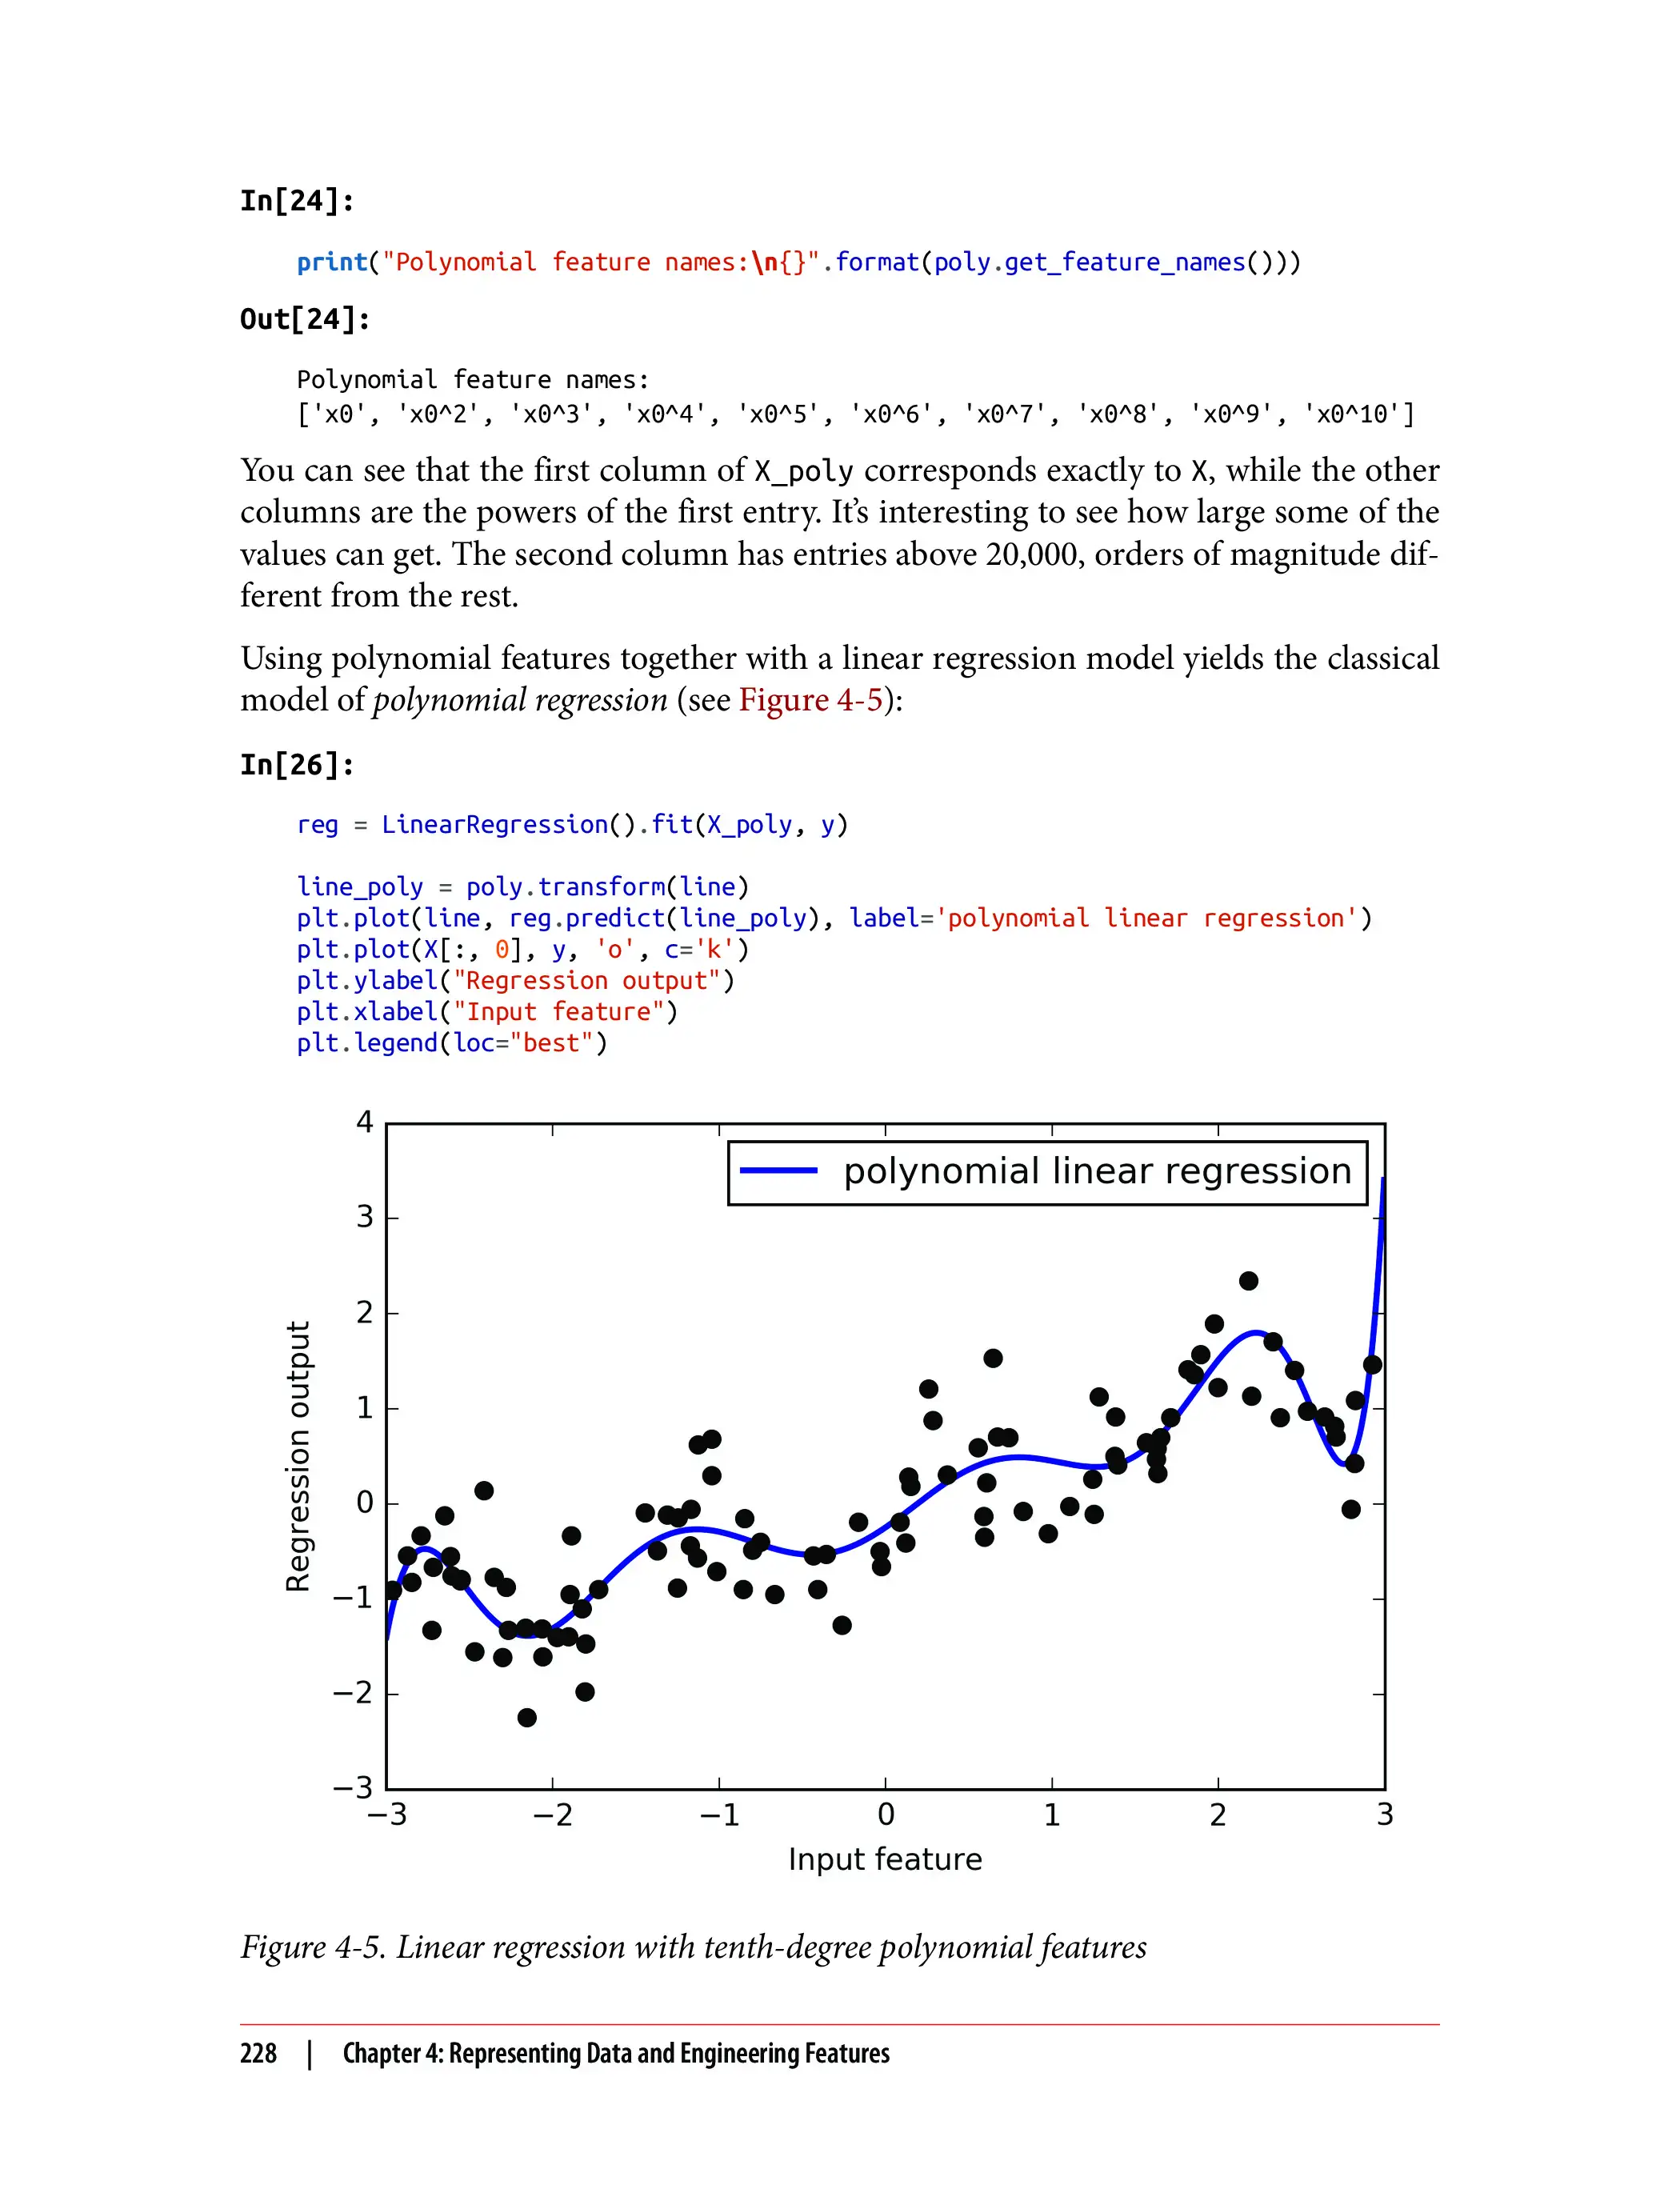 In[24]:
print("Polynomial feature names:\n{}".format(poly.get_feature_names()))
Out[24]:
Polynomial feature names:
['x0', 'x0^2', 'x0^3', 'x0^4', 'x0^5', 'x0^6', 'x0^7', 'x0^8', 'x0^9', 'x0^10']
You can see that the first column of X_poly corresponds exactly to X, while the other
columns are the powers of the first entry. It’s interesting to see how large some of the
values can get. The second column has entries above 20,000, orders of magnitude dif-
ferent from the rest.
Using polynomial features together with a linear regression model yields the classical
model of polynomial regression (see Figure 4-5):
In[26]:
reg = LinearRegression().fit(X_poly, y)
line_poly = poly.transform(line)
plt.plot(line, reg.predict(line_poly), label='polynomial linear regression')
plt.plot(X[:, 0], y, 'o', c='k')
plt.ylabel("Regression output")
plt.xlabel("Input feature")
plt.legend(loc="best")
4
polynomial linear regression
3
2
1
0
−1
−2
−3
Regression output
−3 −2 −1 0 1 2 3
Input feature
Figure 4-5. Linear regression with tenth-degree polynomial features
228 | Chapter 4: Representing Data and Engineering Features